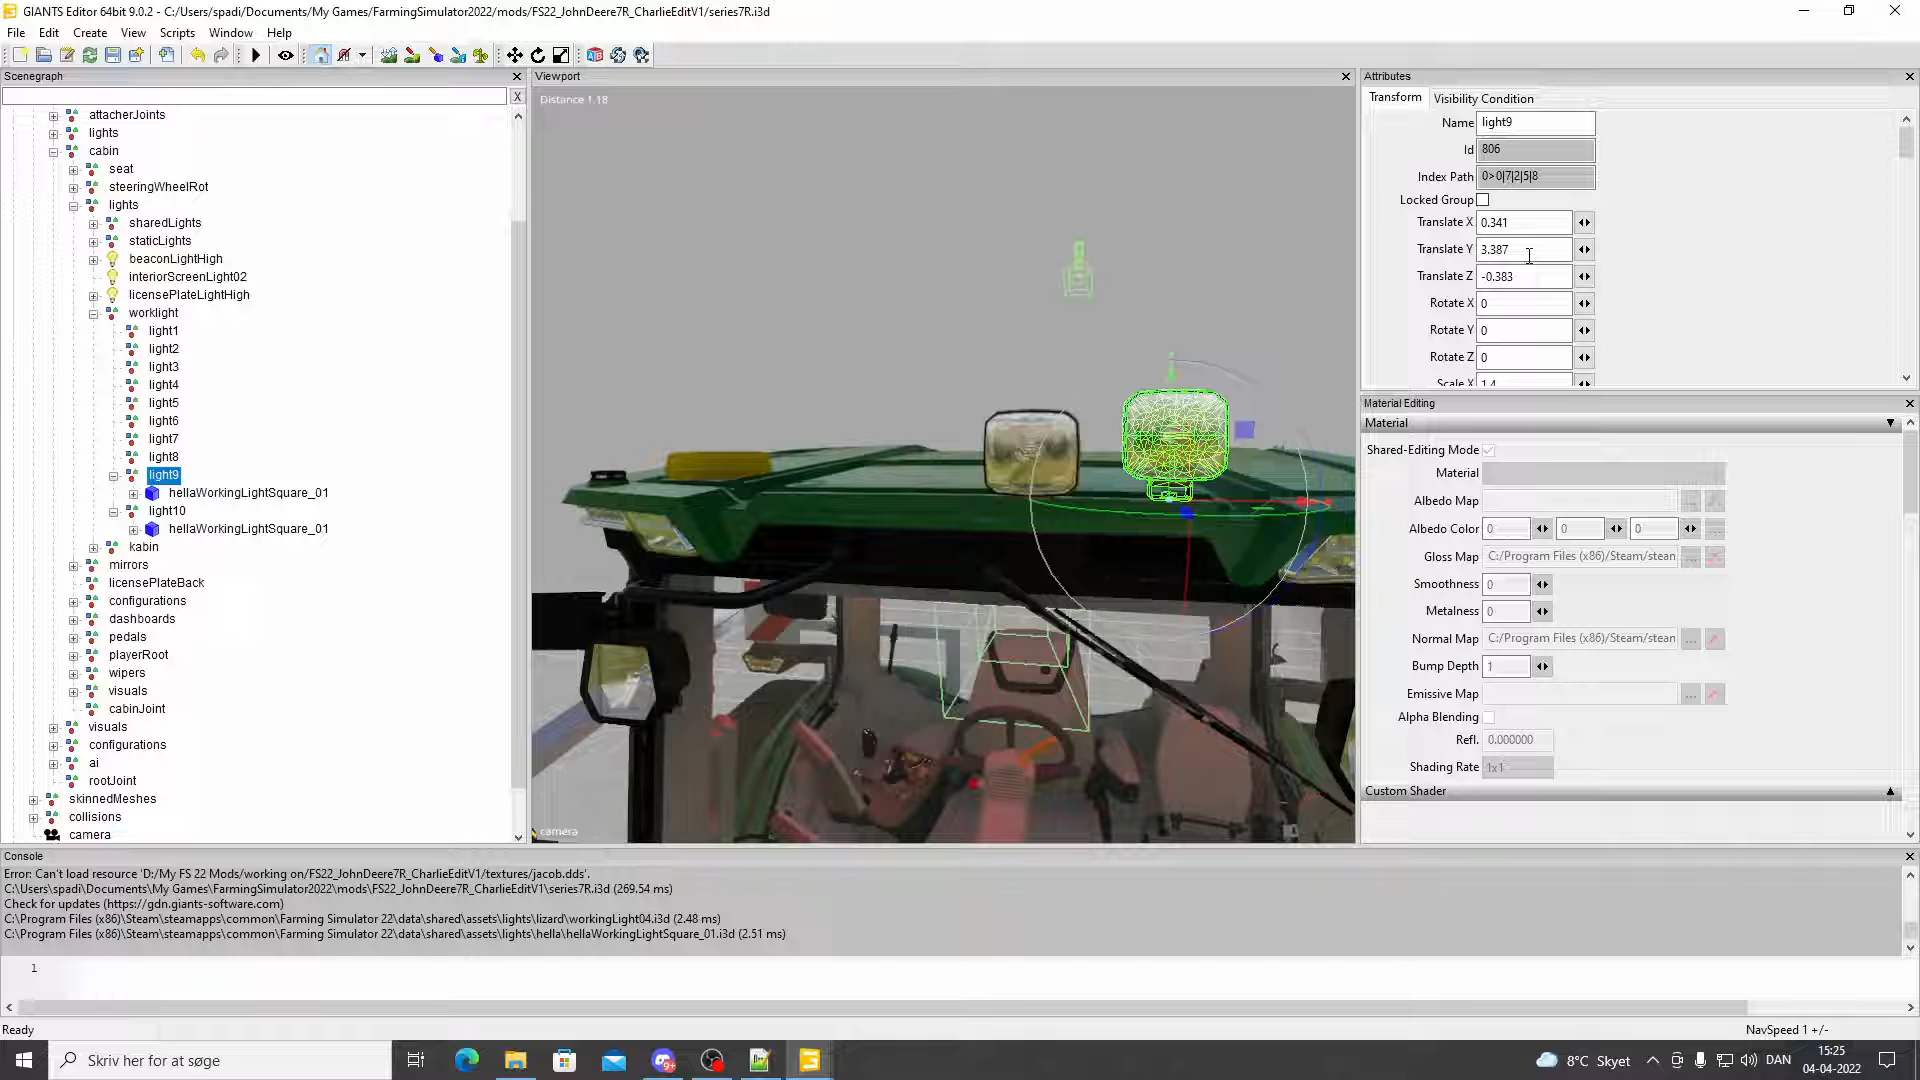 GIANTS Editor 64bit 9.0.2 - C:/Users/spadi/Documents/My Games/FarmingSimulator2022/mods/FS22_JohnDeere7R_CharlieEditV1/series7R.i3d
File Edit Create View Scripts Window Help
Scenegraph
X
attacherJoints
lights
cabin
seat
steeringWheelRot
lights
sharedLights
staticLights
beaconLightHigh
interiorScreenLight02
licensePlateLightHigh
worklight
light1
light2
light3
light4
light5
light6
light7
light8
light9
hellaWorkingLightSquare_01
light10
hellaWorkingLightSquare_01
kabin
mirrors
licensePlateBack
configurations
dashboards
pedals
playerRoot
wipers
visuals
cabinJoint
visuals
configurations
ai
rootJoint
skinnedMeshes
collisions
camera
Viewport
Distance 1.18
camera
Attributes
Transform Visibility Condition
Name light9
Id 806
Index Path 0>0|7|2|5|8
Locked Group
Translate X 0.341
Translate Y 3.387
Translate Z -0.383
Rotate X 0
Rotate Y 0
Rotate Z 0
Scale X 1.4
Material Editing
Material
Shared-Editing Mode
Material
Albedo Map
Albedo Color 0 0 0
Gloss Map C:/Program Files (x86)/Steam/stean
Smoothness 0
Metalness 0
Normal Map C:/Program Files (x86)/Steam/stean
Bump Depth 1
Emissive Map
Alpha Blending
Refl. 0.000000
Shading Rate 1x1
Custom Shader
Console
Error: Can't load resource 'D:/My FS 22 Mods/working on/FS22_JohnDeere7R_CharlieEditV1/textures/jacob.dds'.
C:\Users\spadi\Documents\My Games\FarmingSimulator2022\mods\FS22_JohnDeere7R_CharlieEditV1\series7R.i3d (269.54 ms)
Check for updates (https://gdn.giants-software.com)
C:\Program Files (x86)\Steam\steamapps\common\Farming Simulator 22\data\shared\assets\lights\lizard\workingLight04.i3d (2.48 ms)
C:\Program Files (x86)\Steam\steamapps\common\Farming Simulator 22\data\shared\assets\lights\hella\hellaWorkingLightSquare_01.i3d (2.51 ms)
1
Ready
NavSpeed 1 +/-
Skriv her for at søge
9+
8°C Skyet
DAN
15:25
04-04-2022